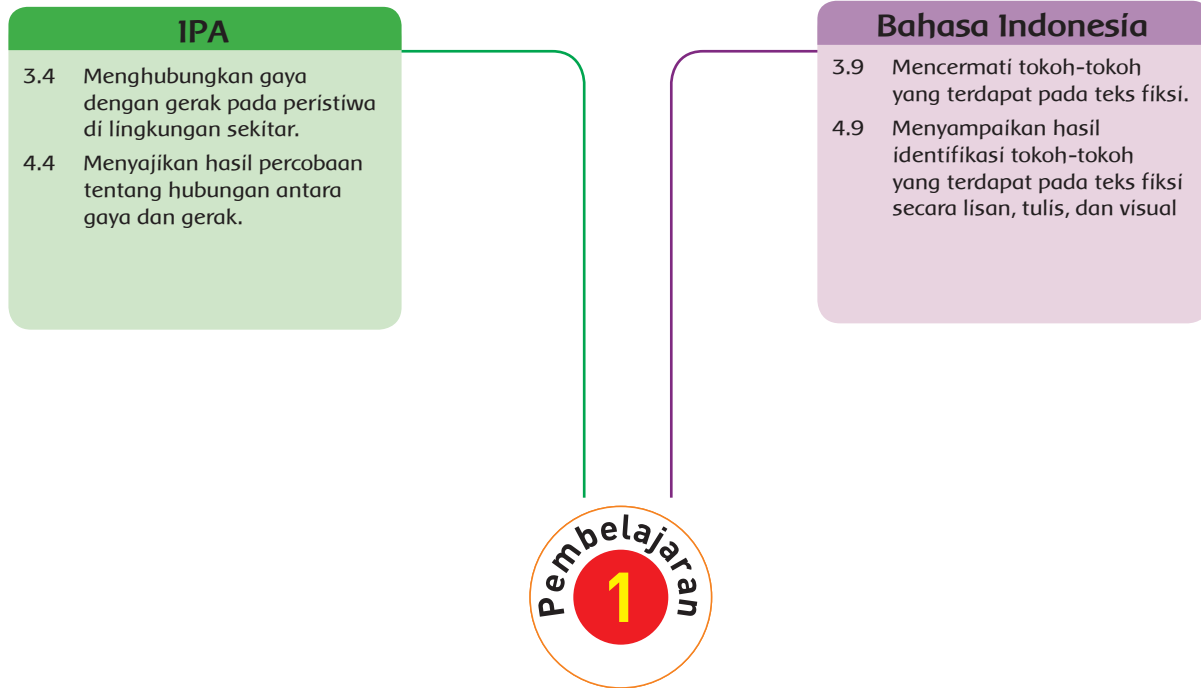 IPA
3.4 Menghubungkan gaya
dengan gerak pada peristiwa
di lingkungan sekitar.
4.4 Menyajikan hasil percobaan
tentang hubungan antara
gaya dan gerak.
Bahasa Indonesia
3.9 Mencermati tokoh-tokoh
yang terdapat pada teks fiksi.
4.9 Menyampaikan hasil
identifikasi tokoh-tokoh
yang terdapat pada teks fiksi
secara lisan, tulis, dan visual
Pembelajaran
1